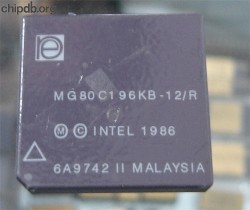 chipdb.org
e
MG80C196KB-12/R
Ⓜ © INTEL 1986
6A9742 II MALAYSIA